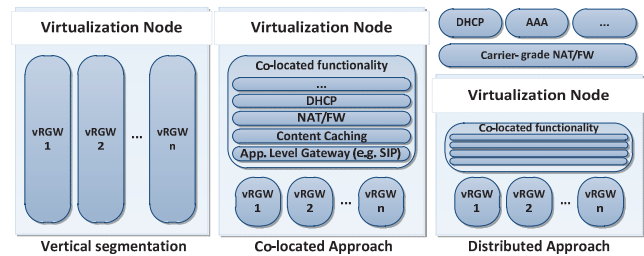 Virtualization Node
vRGW
1
vRGW
2
...
vRGW
n
Vertical segmentation
Virtualization Node
Co-located functionality
...
DHCP
NAT/FW
Content Caching
App. Level Gateway (e.g. SIP)
vRGW
1
vRGW
2
...
vRGW
n
Co-located Approach
DHCP
AAA
...
Carrier-grade NAT/FW
Virtualization Node
Co-located functionality
vRGW
1
vRGW
2
...
vRGW
n
Distributed Approach